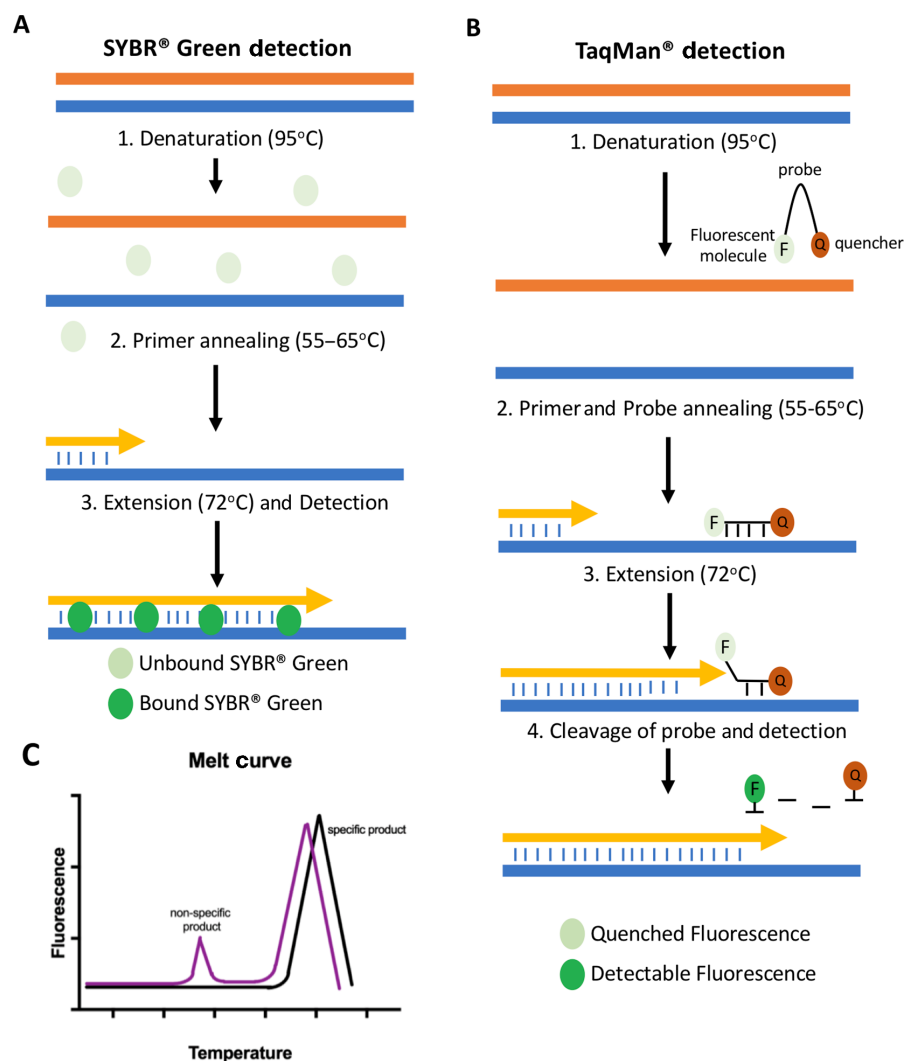 A
SYBR® Green detection
1. Denaturation (95°C)
2. Primer annealing (55–65°C)
3. Extension (72°C) and Detection
Unbound SYBR® Green
Bound SYBR® Green
B
TaqMan® detection
1. Denaturation (95°C)
probe
Fluorescent
molecule
F
Q
quencher
2. Primer and Probe annealing (55-65°C)
F
Q
3. Extension (72°C)
F
Q
4. Cleavage of probe and detection
F
Q
Quenched Fluorescence
Detectable Fluorescence
C
Melt curve
specific product
non-specific
product
Fluorescence
Temperature